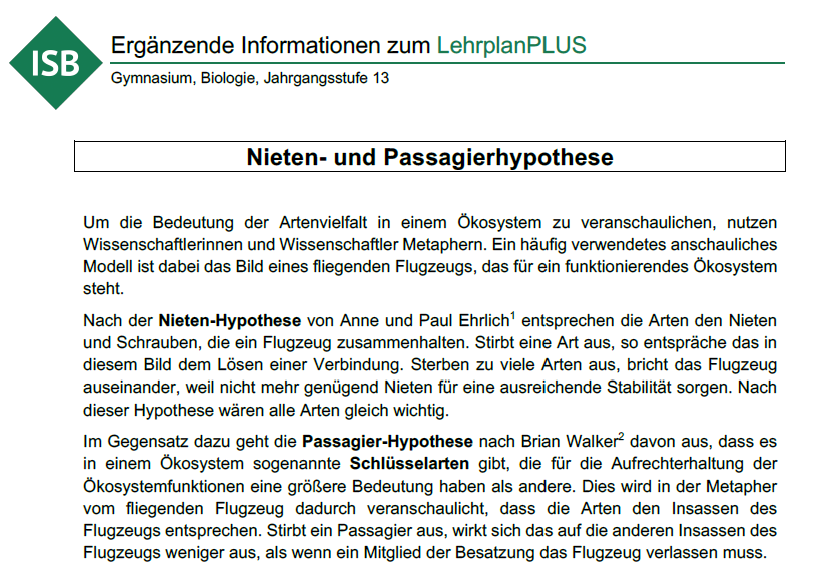 ISB
Ergänzende Informationen zum LehrplanPLUS
Gymnasium, Biologie, Jahrgangsstufe 13
Nieten- und Passagierhypothese
Um die Bedeutung der Artenvielfalt in einem Ökosystem zu veranschaulichen, nutzen
Wissenschaftlerinnen und Wissenschaftler Metaphern. Ein häufig verwendetes anschauliches
Modell ist dabei das Bild eines fliegenden Flugzeugs, das für ein funktionierendes Ökosystem
steht.
Nach der Nieten-Hypothese von Anne und Paul Ehrlich¹ entsprechen die Arten den Nieten
und Schrauben, die ein Flugzeug zusammenhalten. Stirbt eine Art aus, so entspräche das in
diesem Bild dem Lösen einer Verbindung. Sterben zu viele Arten aus, bricht das Flugzeug
auseinander, weil nicht mehr genügend Nieten für eine ausreichende Stabilität sorgen. Nach
dieser Hypothese wären alle Arten gleich wichtig.
Im Gegensatz dazu geht die Passagier-Hypothese nach Brian Walker² davon aus, dass es
in einem Ökosystem sogenannte Schlüsselarten gibt, die für die Aufrechterhaltung der
Ökosystemfunktionen eine größere Bedeutung haben als andere. Dies wird in der Metapher
vom fliegenden Flugzeug dadurch veranschaulicht, dass die Arten den Insassen des
Flugzeugs entsprechen. Stirbt ein Passagier aus, wirkt sich das auf die anderen Insassen des
Flugzeugs weniger aus, als wenn ein Mitglied der Besatzung das Flugzeug verlassen muss.